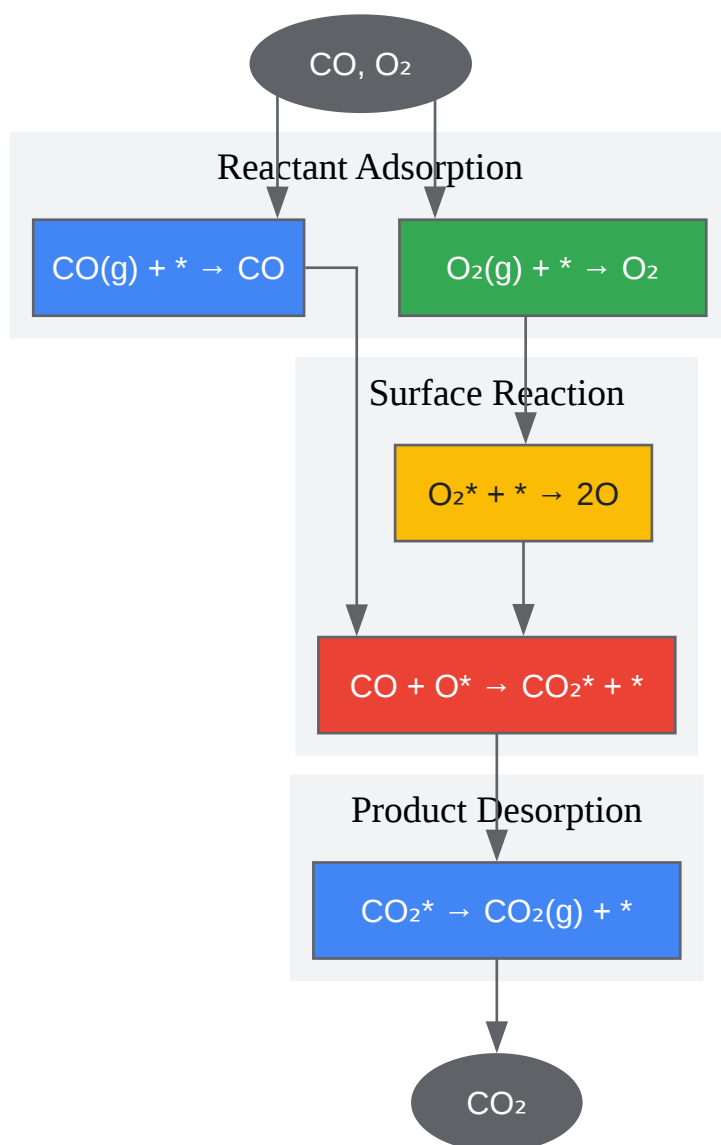 CO, O₂
Reactant Adsorption
CO(g) + * → CO
O₂(g) + * → O₂
Surface Reaction
O₂* + * → 2O
CO + O* → CO₂* + *
Product Desorption
CO₂* → CO₂(g) + *
CO₂